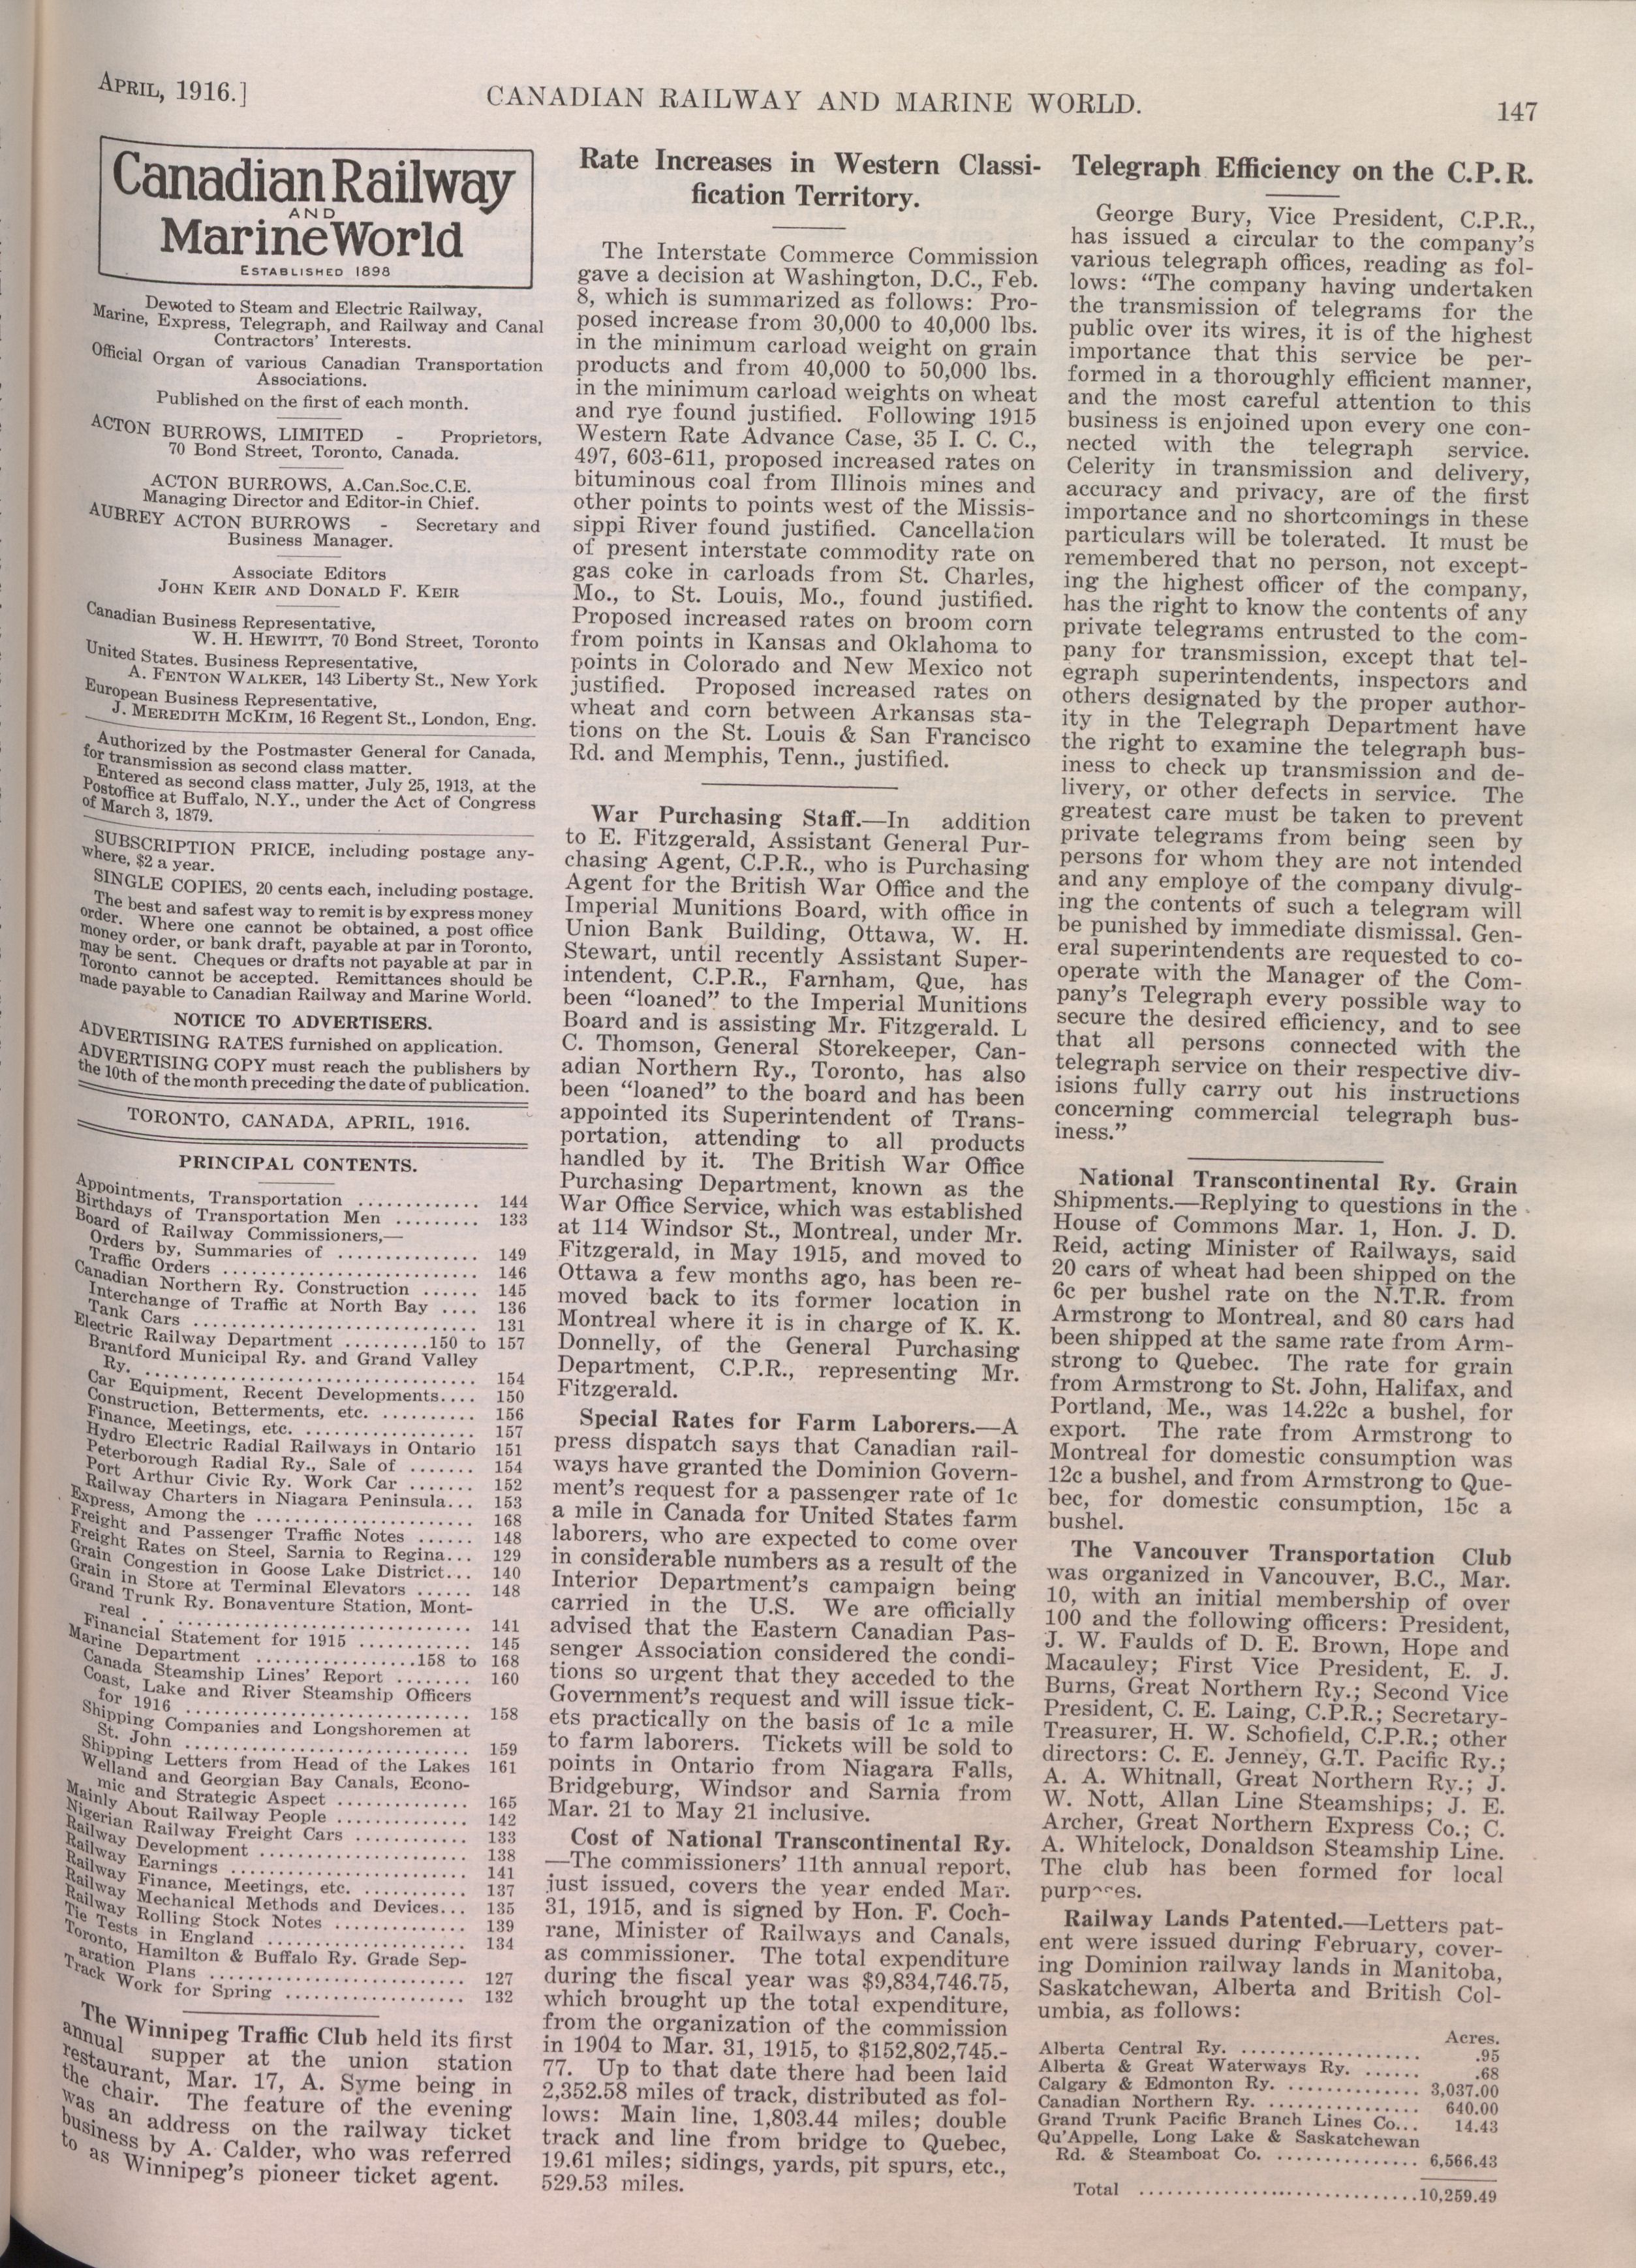 APRIL, 1916.]
CANADIAN RAILWAY AND MARINE WORLD.
147
Canadian Railway
AND
Marine World
ESTABLISHED 1898
Devoted to Steam and Electric Railway,
Marine, Express, Telegraph, and Railway and Canal
Contractors' Interests.
Official Organ of various Canadian Transportation
Associations.
Published on the first of each month.
ACTON BURROWS, LIMITED - Proprietors,
70 Bond Street, Toronto, Canada.
ACTON BURROWS, A.Can.Soc.C.E.
Managing Director and Editor-in Chief.
AUBREY ACTON BURROWS - Secretary and
Business Manager.
Associate Editors
JOHN KEIR AND DONALD F. KEIR
Canadian Business Representative,
W. H. HEWITT, 70 Bond Street, Toronto
United States. Business Representative,
A. FENTON WALKER, 143 Liberty St., New York
European Business Representative,
J. MEREDITH MCKIM, 16 Regent St., London, Eng.
Authorized by the Postmaster General for Canada,
for transmission as second class matter.
Entered as second class matter, July 25, 1913, at the
Postoffice at Buffalo, N.Y., under the Act of Congress
of March 3, 1879.
SUBSCRIPTION PRICE, including postage any-
where, $2 a year.
SINGLE COPIES, 20 cents each, including postage.
The best and safest way to remit is by express money
order. Where one cannot be obtained, a post office
money order, or bank draft, payable at par in Toronto,
may be sent. Cheques or drafts not payable at par in
Toronto cannot be accepted. Remittances should be
made payable to Canadian Railway and Marine World.
NOTICE TO ADVERTISERS.
ADVERTISING RATES furnished on application.
ADVERTISING COPY must reach the publishers by
the 10th of the month preceding the date of publication.
TORONTO, CANADA, APRIL, 1916.
PRINCIPAL CONTENTS.
Appointments, Transportation ............. 144
Birthdays of Transportation Men ......... 133
Board of Railway Commissioners,—
Orders by, Summaries of ............... 149
Traffic Orders ............................ 146
Canadian Northern Ry. Construction ...... 145
Interchange of Traffic at North Bay .... 136
Tank Cars ............................... 131
Electric Railway Department .........150 to 157
Brantford Municipal Ry. and Grand Valley
Ry. .................................... 154
Car Equipment, Recent Developments.... 150
Construction, Betterments, etc. .......... 156
Finance, Meetings, etc. .................. 157
Hydro Electric Radial Railways in Ontario 151
Peterborough Radial Ry., Sale of ....... 154
Port Arthur Civic Ry. Work Car ....... 152
Railway Charters in Niagara Peninsula... 153
Express, Among the ....................... 168
Freight and Passenger Traffic Notes ...... 148
Freight Rates on Steel, Sarnia to Regina... 129
Grain Congestion in Goose Lake District... 140
Grain in Store at Terminal Elevators ...... 148
Grand Trunk Ry. Bonaventure Station, Mont-
real . . ................................. 141
Financial Statement for 1915 ............ 145
Marine Department .................158 to 168
Canada Steamship Lines' Report ........ 160
Coast, Lake and River Steamship Officers
for 1916 ............................... 158
Shipping Companies and Longshoremen at
St. John ............................... 159
Shipping Letters from Head of the Lakes 161
Welland and Georgian Bay Canals, Econo-
mic and Strategic Aspect .............. 165
Mainly About Railway People .............. 142
Nigerian Railway Freight Cars ............ 133
Railway Development ...................... 138
Railway Earnings ......................... 141
Railway Finance, Meetings, etc. ........... 137
Railway Mechanical Methods and Devices... 135
Railway Rolling Stock Notes .............. 139
Tie Tests in England ..................... 134
Toronto, Hamilton & Buffalo Ry. Grade Sep-
aration Plans ........................... 127
Track Work for Spring ................... 132
The Winnipeg Traffic Club held its first
annual supper at the union station
restaurant, Mar. 17, A. Syme being in
the chair. The feature of the evening
was an address on the railway ticket
business by A. Calder, who was referred
to as Winnipeg's pioneer ticket agent.
Rate Increases in Western Classi-
fication Territory.
The Interstate Commerce Commission
gave a decision at Washington, D.C., Feb.
8, which is summarized as follows: Pro-
posed increase from 30,000 to 40,000 lbs.
in the minimum carload weight on grain
products and from 40,000 to 50,000 lbs.
in the minimum carload weights on wheat
and rye found justified. Following 1915
Western Rate Advance Case, 35 I. C. C.,
497, 603-611, proposed increased rates on
bituminous coal from Illinois mines and
other points to points west of the Missis-
sippi River found justified. Cancellation
of present interstate commodity rate on
gas coke in carloads from St. Charles,
Mo., to St. Louis, Mo., found justified.
Proposed increased rates on broom corn
from points in Kansas and Oklahoma to
points in Colorado and New Mexico not
justified. Proposed increased rates on
wheat and corn between Arkansas sta-
tions on the St. Louis & San Francisco
Rd. and Memphis, Tenn., justified.
War Purchasing Staff.—In addition
to E. Fitzgerald, Assistant General Pur-
chasing Agent, C.P.R., who is Purchasing
Agent for the British War Office and the
Imperial Munitions Board, with office in
Union Bank Building, Ottawa, W. H.
Stewart, until recently Assistant Super-
intendent, C.P.R., Farnham, Que, has
been "loaned" to the Imperial Munitions
Board and is assisting Mr. Fitzgerald. L
C. Thomson, General Storekeeper, Can-
adian Northern Ry., Toronto, has also
been "loaned" to the board and has been
appointed its Superintendent of Trans-
portation, attending to all products
handled by it. The British War Office
Purchasing Department, known as the
War Office Service, which was established
at 114 Windsor St., Montreal, under Mr.
Fitzgerald, in May 1915, and moved to
Ottawa a few months ago, has been re-
moved back to its former location in
Montreal where it is in charge of K. K.
Donnelly, of the General Purchasing
Department, C.P.R., representing Mr.
Fitzgerald.
Special Rates for Farm Laborers.—A
press dispatch says that Canadian rail-
ways have granted the Dominion Govern-
ment's request for a passenger rate of 1c
a mile in Canada for United States farm
laborers, who are expected to come over
in considerable numbers as a result of the
Interior Department's campaign being
carried in the U.S. We are officially
advised that the Eastern Canadian Pas-
senger Association considered the condi-
tions so urgent that they acceded to the
Government's request and will issue tick-
ets practically on the basis of 1c a mile
to farm laborers. Tickets will be sold to
points in Ontario from Niagara Falls,
Bridgeburg, Windsor and Sarnia from
Mar. 21 to May 21 inclusive.
Cost of National Transcontinental Ry.
—The commissioners' 11th annual report,
just issued, covers the year ended Mar.
31, 1915, and is signed by Hon. F. Coch-
rane, Minister of Railways and Canals,
as commissioner. The total expenditure
during the fiscal year was $9,834,746.75,
which brought up the total expenditure,
from the organization of the commission
in 1904 to Mar. 31, 1915, to $152,802,745.-
77. Up to that date there had been laid
2,352.58 miles of track, distributed as fol-
lows: Main line, 1,803.44 miles; double
track and line from bridge to Quebec,
19.61 miles; sidings, yards, pit spurs, etc.,
529.53 miles.
Telegraph Efficiency on the C.P.R.
George Bury, Vice President, C.P.R.,
has issued a circular to the company's
various telegraph offices, reading as fol-
lows: "The company having undertaken
the transmission of telegrams for the
public over its wires, it is of the highest
importance that this service be per-
formed in a thoroughly efficient manner,
and the most careful attention to this
business is enjoined upon every one con-
nected with the telegraph service.
Celerity in transmission and delivery,
accuracy and privacy, are of the first
importance and no shortcomings in these
particulars will be tolerated. It must be
remembered that no person, not except-
ing the highest officer of the company,
has the right to know the contents of any
private telegrams entrusted to the com-
pany for transmission, except that tel-
egraph superintendents, inspectors and
others designated by the proper author-
ity in the Telegraph Department have
the right to examine the telegraph bus-
iness to check up transmission and de-
livery, or other defects in service. The
greatest care must be taken to prevent
private telegrams from being seen by
persons for whom they are not intended
and any employe of the company divulg-
ing the contents of such a telegram will
be punished by immediate dismissal. Gen-
eral superintendents are requested to co-
operate with the Manager of the Com-
pany's Telegraph every possible way to
secure the desired efficiency, and to see
that all persons connected with the
telegraph service on their respective div-
isions fully carry out his instructions
concerning commercial telegraph bus-
iness."
National Transcontinental Ry. Grain
Shipments.—Replying to questions in the
House of Commons Mar. 1, Hon. J. D.
Reid, acting Minister of Railways, said
20 cars of wheat had been shipped on the
6c per bushel rate on the N.T.R. from
Armstrong to Montreal, and 80 cars had
been shipped at the same rate from Arm-
strong to Quebec. The rate for grain
from Armstrong to St. John, Halifax, and
Portland, Me., was 14.22c a bushel, for
export. The rate from Armstrong to
Montreal for domestic consumption was
12c a bushel, and from Armstrong to Que-
bec, for domestic consumption, 15c a
bushel.
The Vancouver Transportation Club
was organized in Vancouver, B.C., Mar.
10, with an initial membership of over
100 and the following officers: President,
J. W. Faulds of D. E. Brown, Hope and
Macauley; First Vice President, E. J.
Burns, Great Northern Ry.; Second Vice
President, C. E. Laing, C.P.R.; Secretary-
Treasurer, H. W. Schofield, C.P.R.; other
directors: C. E. Jenney, G.T. Pacific Ry.;
A. A. Whitnall, Great Northern Ry.; J.
W. Nott, Allan Line Steamships; J. E.
Archer, Great Northern Express Co.; C.
A. Whitelock, Donaldson Steamship Line.
The club has been formed for local
Railway Lands Patented.—Letters pat-
ent were issued during February, cover-
ing Dominion railway lands in Manitoba,
Saskatchewan, Alberta and British Col-
umbia, as follows:
Acres.
Alberta Central Ry. .................... .95
Alberta & Great Waterways Ry. ...... .68
Calgary & Edmonton Ry. .............. 3,037.00
Canadian Northern Ry. ................ 640.00
Grand Trunk Pacific Branch Lines Co... 14.43
Qu'Appelle, Long Lake & Saskatchewan
Rd. & Steamboat Co. ............... 6,566.43
Total ..............................10,259.49